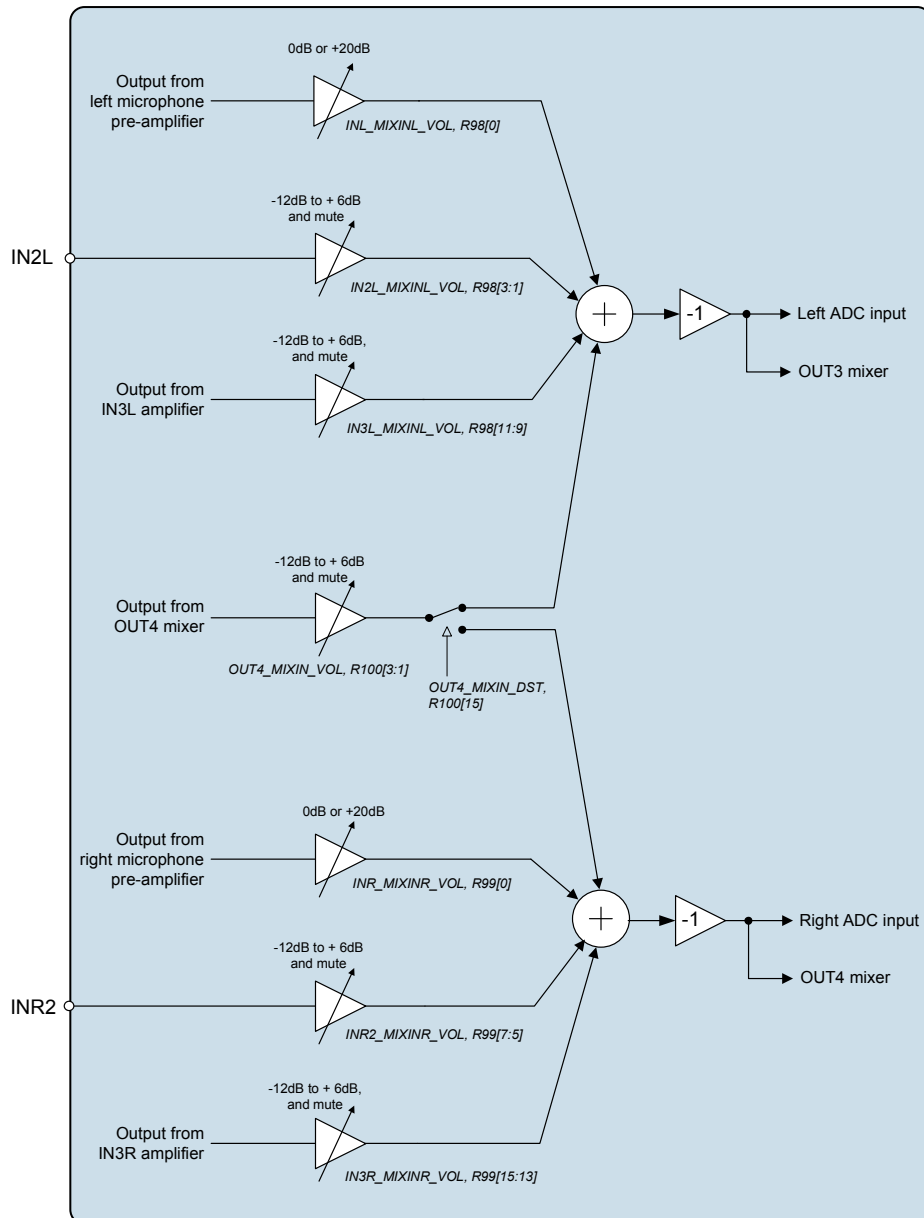 0dB or +20dB
Output from
left microphone
pre-amplifier
INL_MIXINL_VOL, R98[0]
-12dB to + 6dB
and mute
IN2L
IN2L_MIXINL_VOL, R98[3:1]
+
-1
Left ADC input
OUT3 mixer
-12dB to + 6dB,
and mute
Output from
IN3L amplifier
IN3L_MIXINL_VOL, R98[11:9]
-12dB to + 6dB
and mute
Output from
OUT4 mixer
OUT4_MIXIN_VOL, R100[3:1]
OUT4_MIXIN_DST,
R100[15]
0dB or +20dB
Output from
right microphone
pre-amplifier
INR_MIXINR_VOL, R99[0]
+
-1
Right ADC input
OUT4 mixer
-12dB to + 6dB
and mute
INR2
INR2_MIXINR_VOL, R99[7:5]
-12dB to + 6dB,
and mute
Output from
IN3R amplifier
IN3R_MIXINR_VOL, R99[15:13]